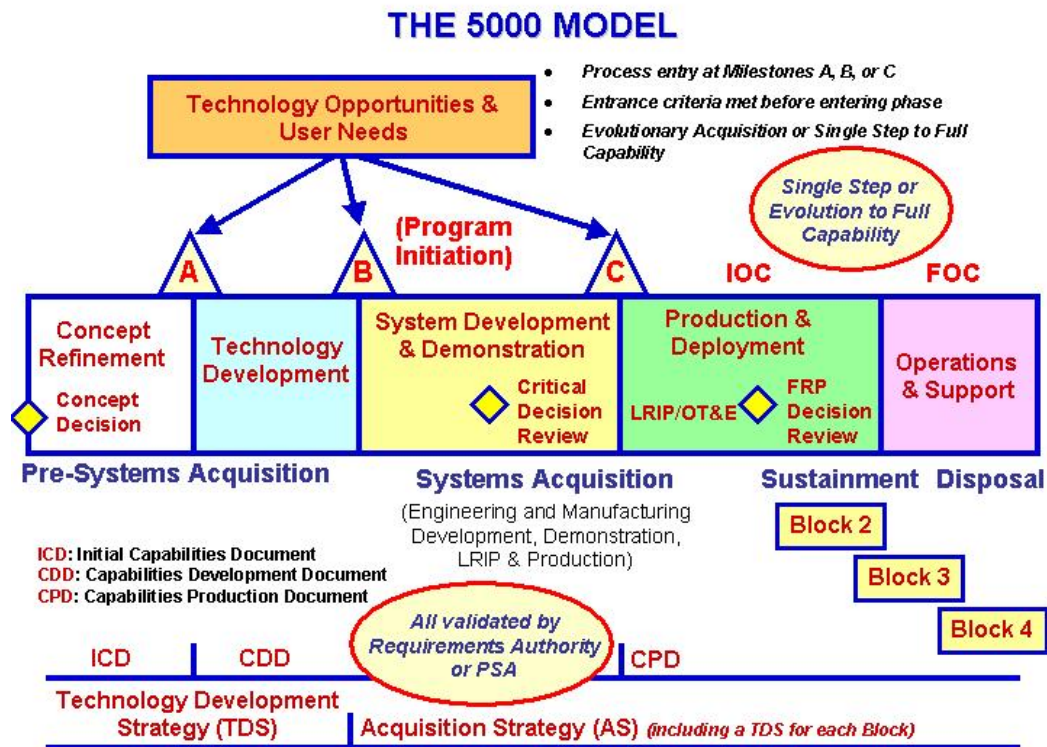 THE 5000 MODEL
Technology Opportunities &
User Needs
• Process entry at Milestones A, B, or C
• Entrance criteria met before entering phase
• Evolutionary Acquisition or Single Step to Full
Capability
Single Step or
Evolution to Full
Capability
A
B
(Program
Initiation)
C
IOC
FOC
Concept
Refinement
Concept
Decision
Technology
Development
System Development
& Demonstration
Critical
Decision
Review
Production &
Deployment
LRIP/OT&E
FRP
Decision
Review
Operations
& Support
Pre-Systems Acquisition
Systems Acquisition
(Engineering and Manufacturing
Development, Demonstration,
LRIP & Production)
Sustainment
Disposal
Block 2
Block 3
Block 4
ICD: Initial Capabilities Document
CDD: Capabilities Development Document
CPD: Capabilities Production Document
All validated by
Requirements Authority
or PSA
ICD
CDD
CPD
Technology Development
Strategy (TDS)
Acquisition Strategy (AS) (including a TDS for each Block)